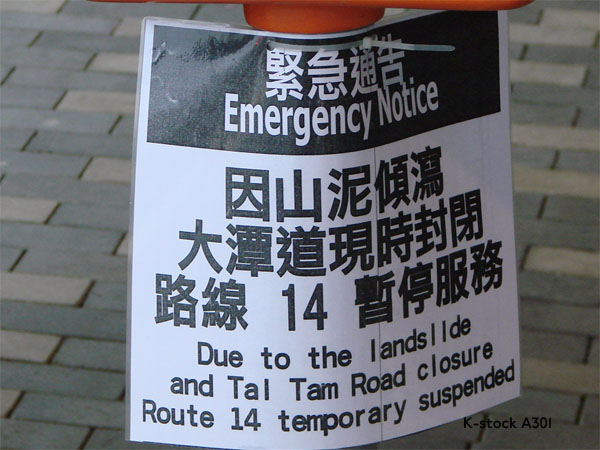 緊急通告
Emergency Notice
因山泥傾瀉
大潭道現時封閉
路線 14 暫停服務
Due to the landslide
and Tai Tam Road closure
Route 14 temporary suspended
K-stock A301